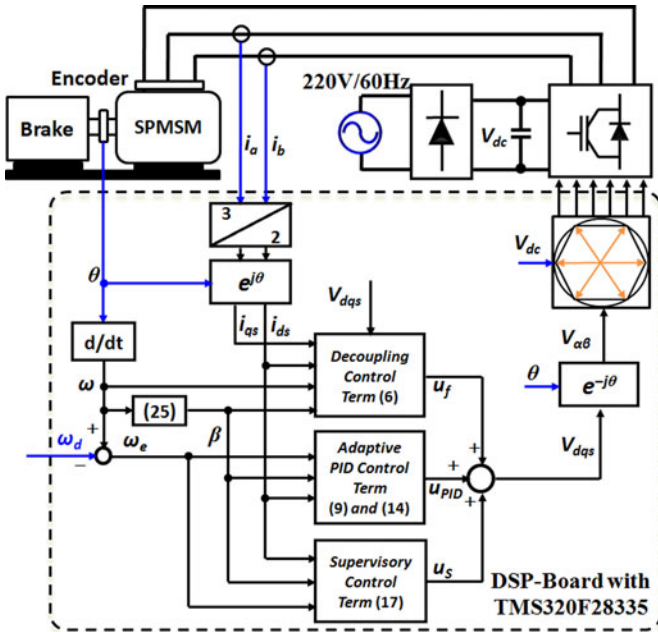 Encoder
220V/60Hz
Brake
SPMSM
V_dc
i_a
i_b
3
2
θ
e^{jθ}
V_dc
V_dqs
i_qs
i_ds
d/dt
V_αβ
Decoupling
Control
Term (6)
u_f
θ
e^{-jθ}
ω
(25)
+
ω_d
ω_e
β
−
V_dqs
Adaptive
PID Control
Term
(9) and (14)
u_PID
+
+
+
Supervisory
Control
Term (17)
u_S
DSP-Board with
TMS320F28335